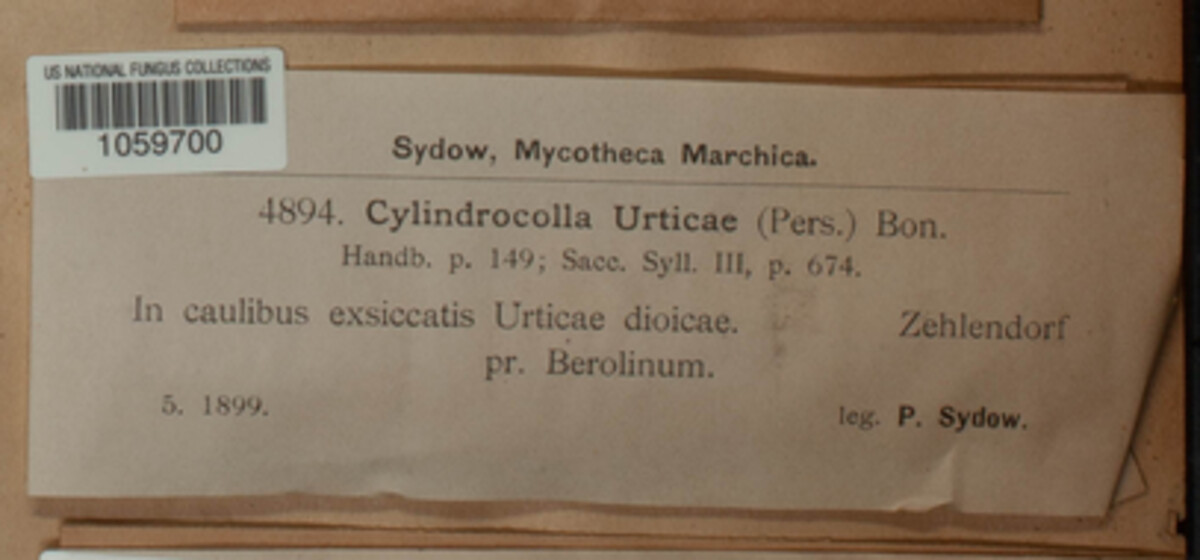 US NATIONAL FUNGUS COLLECTIONS
1059700
Sydow, Mycotheca Marchica.
4894. Cylindrocolla Urticae (Pers.) Bon.
Handb. p. 149; Sacc. Syll. III, p. 674.
In caulibus exsiccatis Urticae dioicae. Zehlendorf
pr. Berolinum.
5. 1899. leg. P. Sydow.